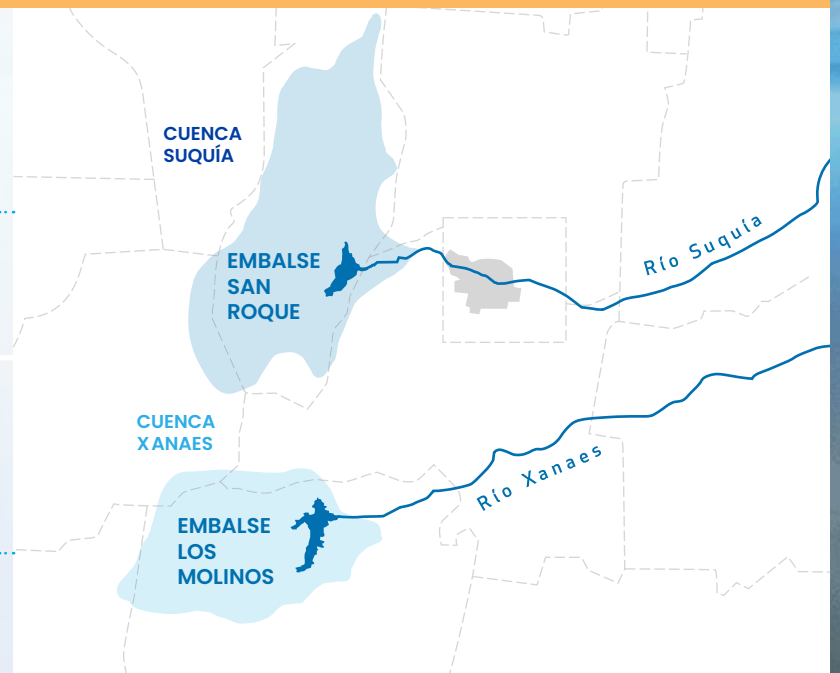 CUENCA
SUQUÍA
EMBALSE
SAN
ROQUE
Río Suquía
CUENCA
XANAES
Río Xanaes
EMBALSE
LOS
MOLINOS